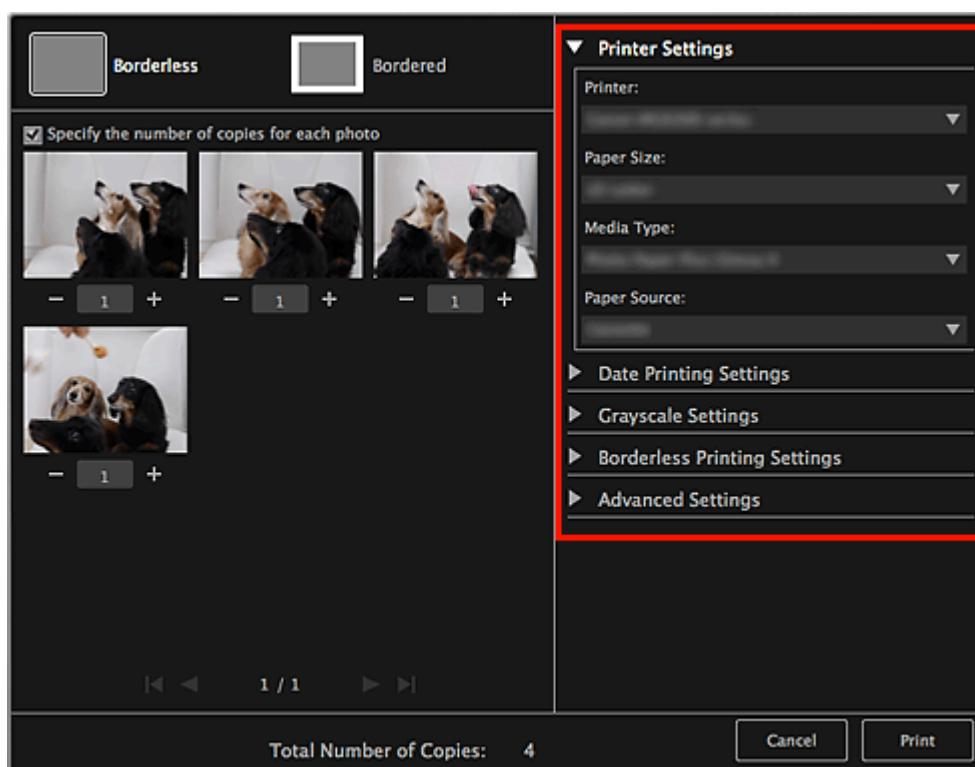 Borderless
Bordered
Specify the number of copies for each photo
1
1
1
1
1 / 1
Printer Settings
Printer:
Paper Size:
Media Type:
Paper Source:
Date Printing Settings
Grayscale Settings
Borderless Printing Settings
Advanced Settings
Total Number of Copies: 4
Cancel
Print